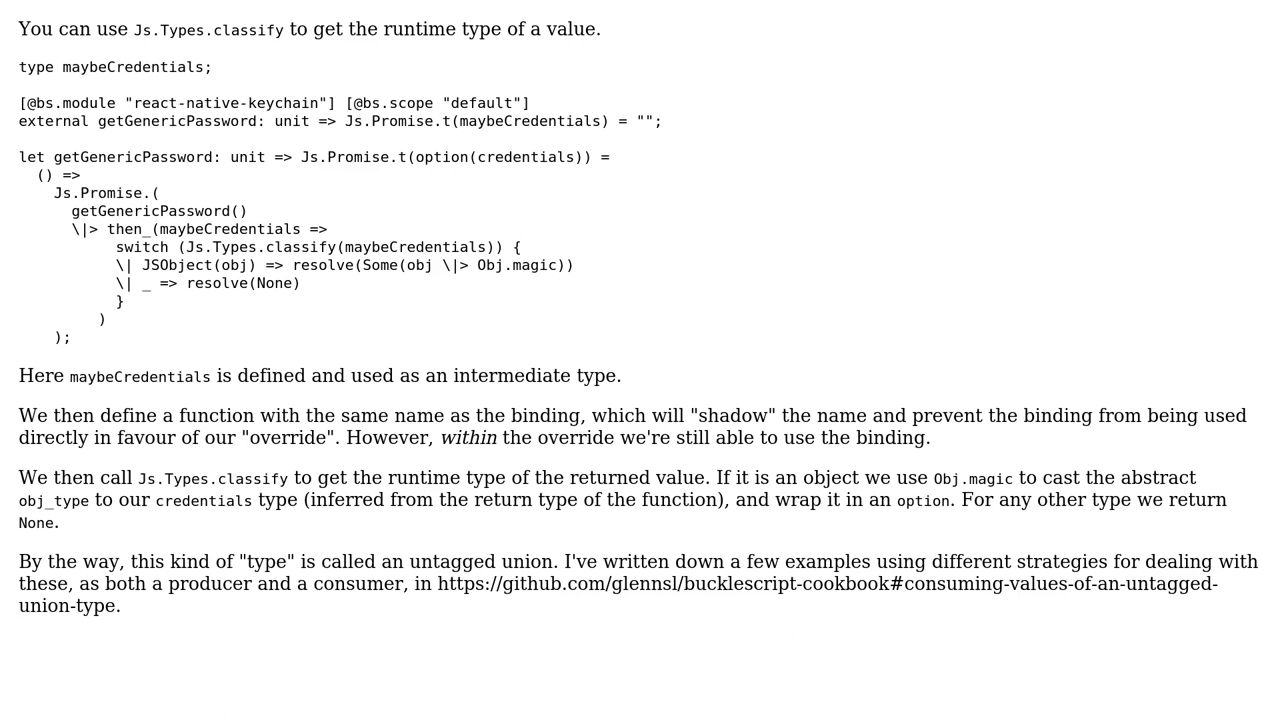 You can use Js.Types.classify to get the runtime type of a value.
type maybeCredentials;
[@bs.module "react-native-keychain"] [@bs.scope "default"]
external getGenericPassword: unit => Js.Promise.t(maybeCredentials) = "";
let getGenericPassword: unit => Js.Promise.t(option(credentials)) =
  () =>
    Js.Promise.(
      getGenericPassword()
      \|> then_(maybeCredentials =>
           switch (Js.Types.classify(maybeCredentials)) {
           \| JSObject(obj) => resolve(Some(obj \|> Obj.magic))
           \| _ => resolve(None)
           }
         )
    );
Here maybeCredentials is defined and used as an intermediate type.
We then define a function with the same name as the binding, which will "shadow" the name and prevent the binding from being used
directly in favour of our "override". However, within the override we're still able to use the binding.
We then call Js.Types.classify to get the runtime type of the returned value. If it is an object we use Obj.magic to cast the abstract
obj_type to our credentials type (inferred from the return type of the function), and wrap it in an option. For any other type we return
None.
By the way, this kind of "type" is called an untagged union. I've written down a few examples using different strategies for dealing with
these, as both a producer and a consumer, in https://github.com/glennsl/bucklescript-cookbook#consuming-values-of-an-untagged-
union-type.